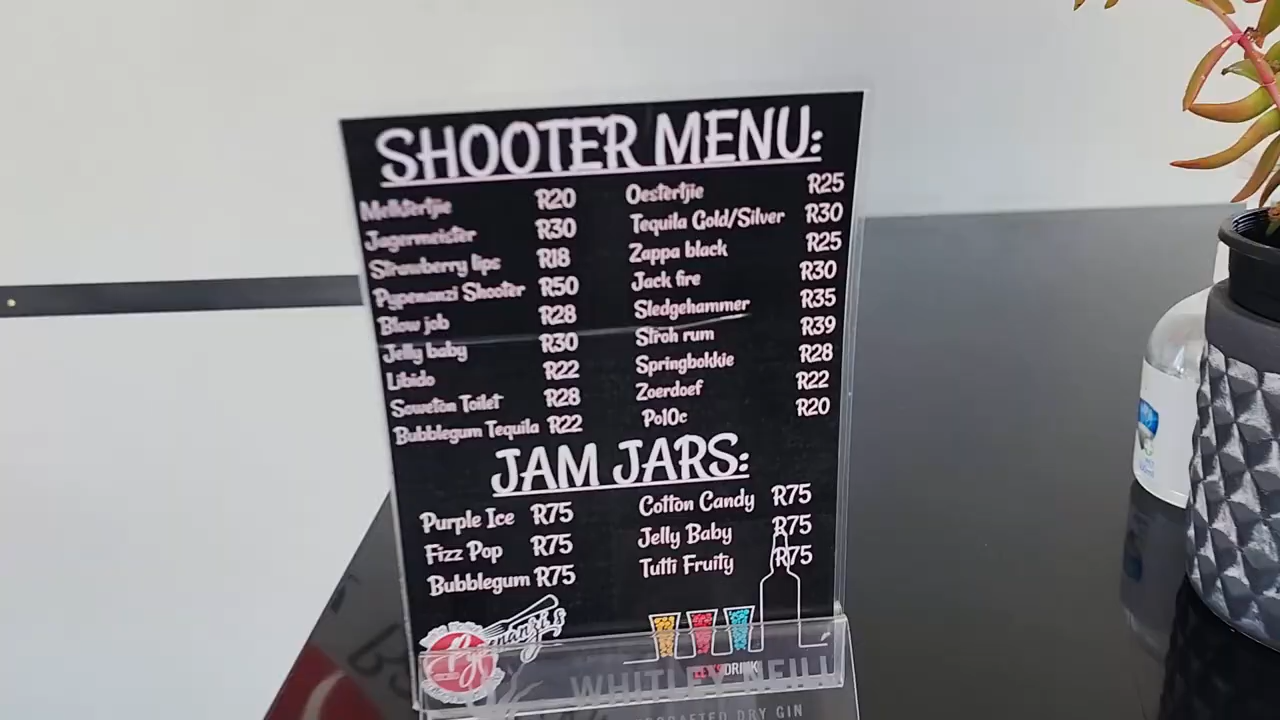 SHOOTER MENU:
Melktertjie R20
Jagermeister R30
Strawberry lips R18
Pypenanzi Shooter R50
Blow job R28
Jelly baby R30
Libido R22
Soweton Toilet R28
Bubblegum Tequila R22
Oestertjie R25
Tequila Gold/Silver R30
Zappa black R25
Jack fire R30
Sledgehammer R35
Stroh rum R39
Springbokkie R28
Zoerdoef R22
Po10c R20
JAM JARS:
Purple Ice R75
Fizz Pop R75
Bubblegum R75
Cotton Candy R75
Jelly Baby R75
Tutti Fruity R75
Pypenanzi's
LET'S DRINK
WHITLEY NEILL
DRY GIN